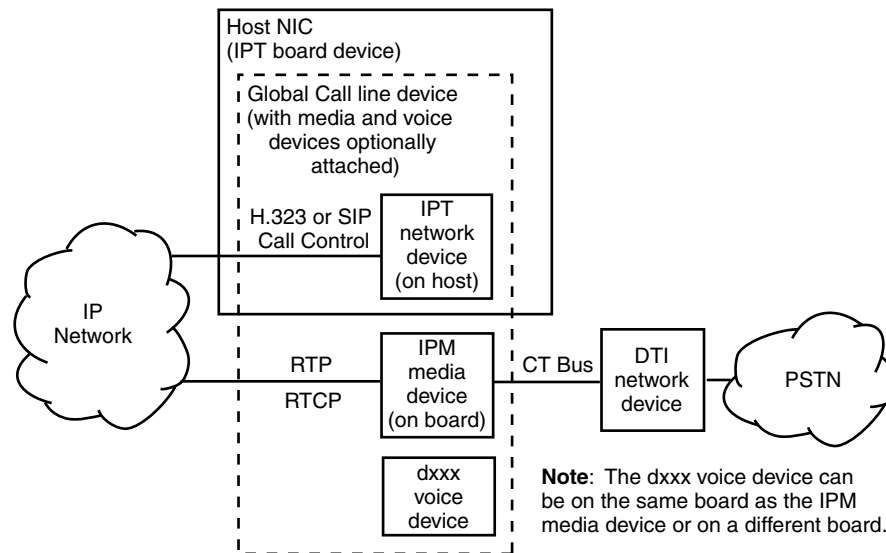 Host NIC
(IPT board device)
Global Call line device
(with media and voice
devices optionally
attached)
H.323 or SIP
Call Control
IPT
network
device
(on host)
IP
Network
RTP
RTCP
IPM
media
device
(on board)
CT Bus
DTI
network
device
PSTN
dxxx
voice
device
Note: The dxxx voice device can
be on the same board as the IPM
media device or on a different board.